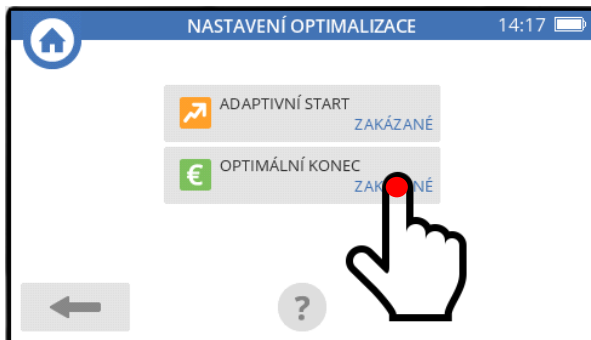 NASTAVENÍ OPTIMALIZACE 14:17
ADAPTIVNÍ START
ZAKÁZANÉ
€ OPTIMÁLNÍ KONEC
?